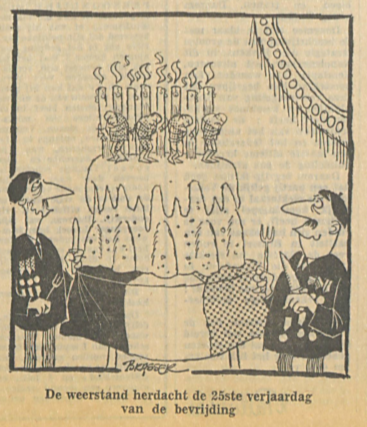 De weerstand herdacht de 25ste verjaardag
van de bevrijding